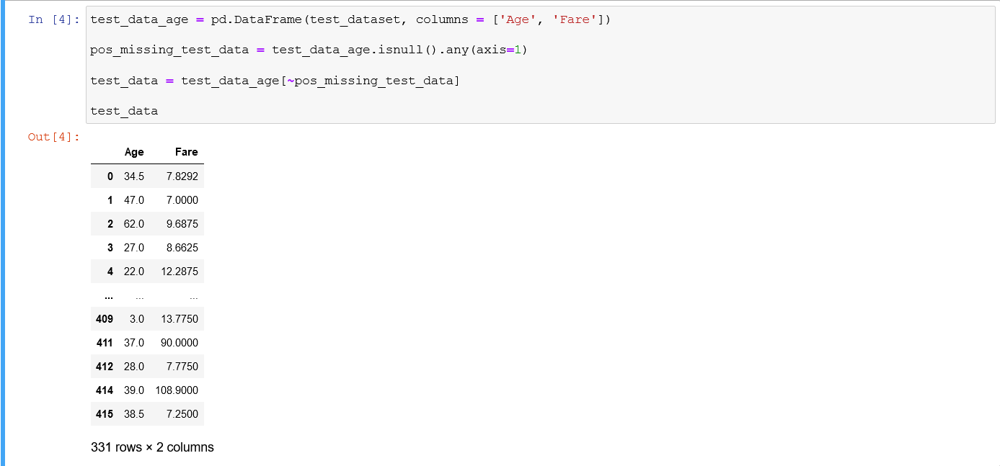 In [4]: test_data_age = pd.DataFrame(test_dataset, columns = ['Age', 'Fare'])
pos_missing_test_data = test_data_age.isnull().any(axis=1)
test_data = test_data_age[~pos_missing_test_data]
test_data
Out[4]:
Age Fare
0 34.5 7.8292
1 47.0 7.0000
2 62.0 9.6875
3 27.0 8.6625
4 22.0 12.2875
... ... ...
409 3.0 13.7750
411 37.0 90.0000
412 28.0 7.7750
414 39.0 108.9000
415 38.5 7.2500
331 rows × 2 columns